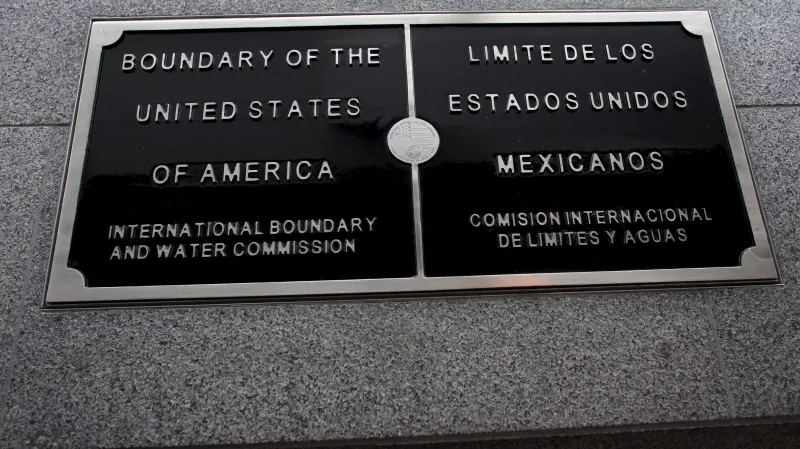 BOUNDARY OF THE
UNITED STATES
OF AMERICA
INTERNATIONAL BOUNDARY
AND WATER COMMISSION
LIMITE DE LOS
ESTADOS UNIDOS
MEXICANOS
COMISION INTERNACIONAL
DE LIMITES Y AGUAS